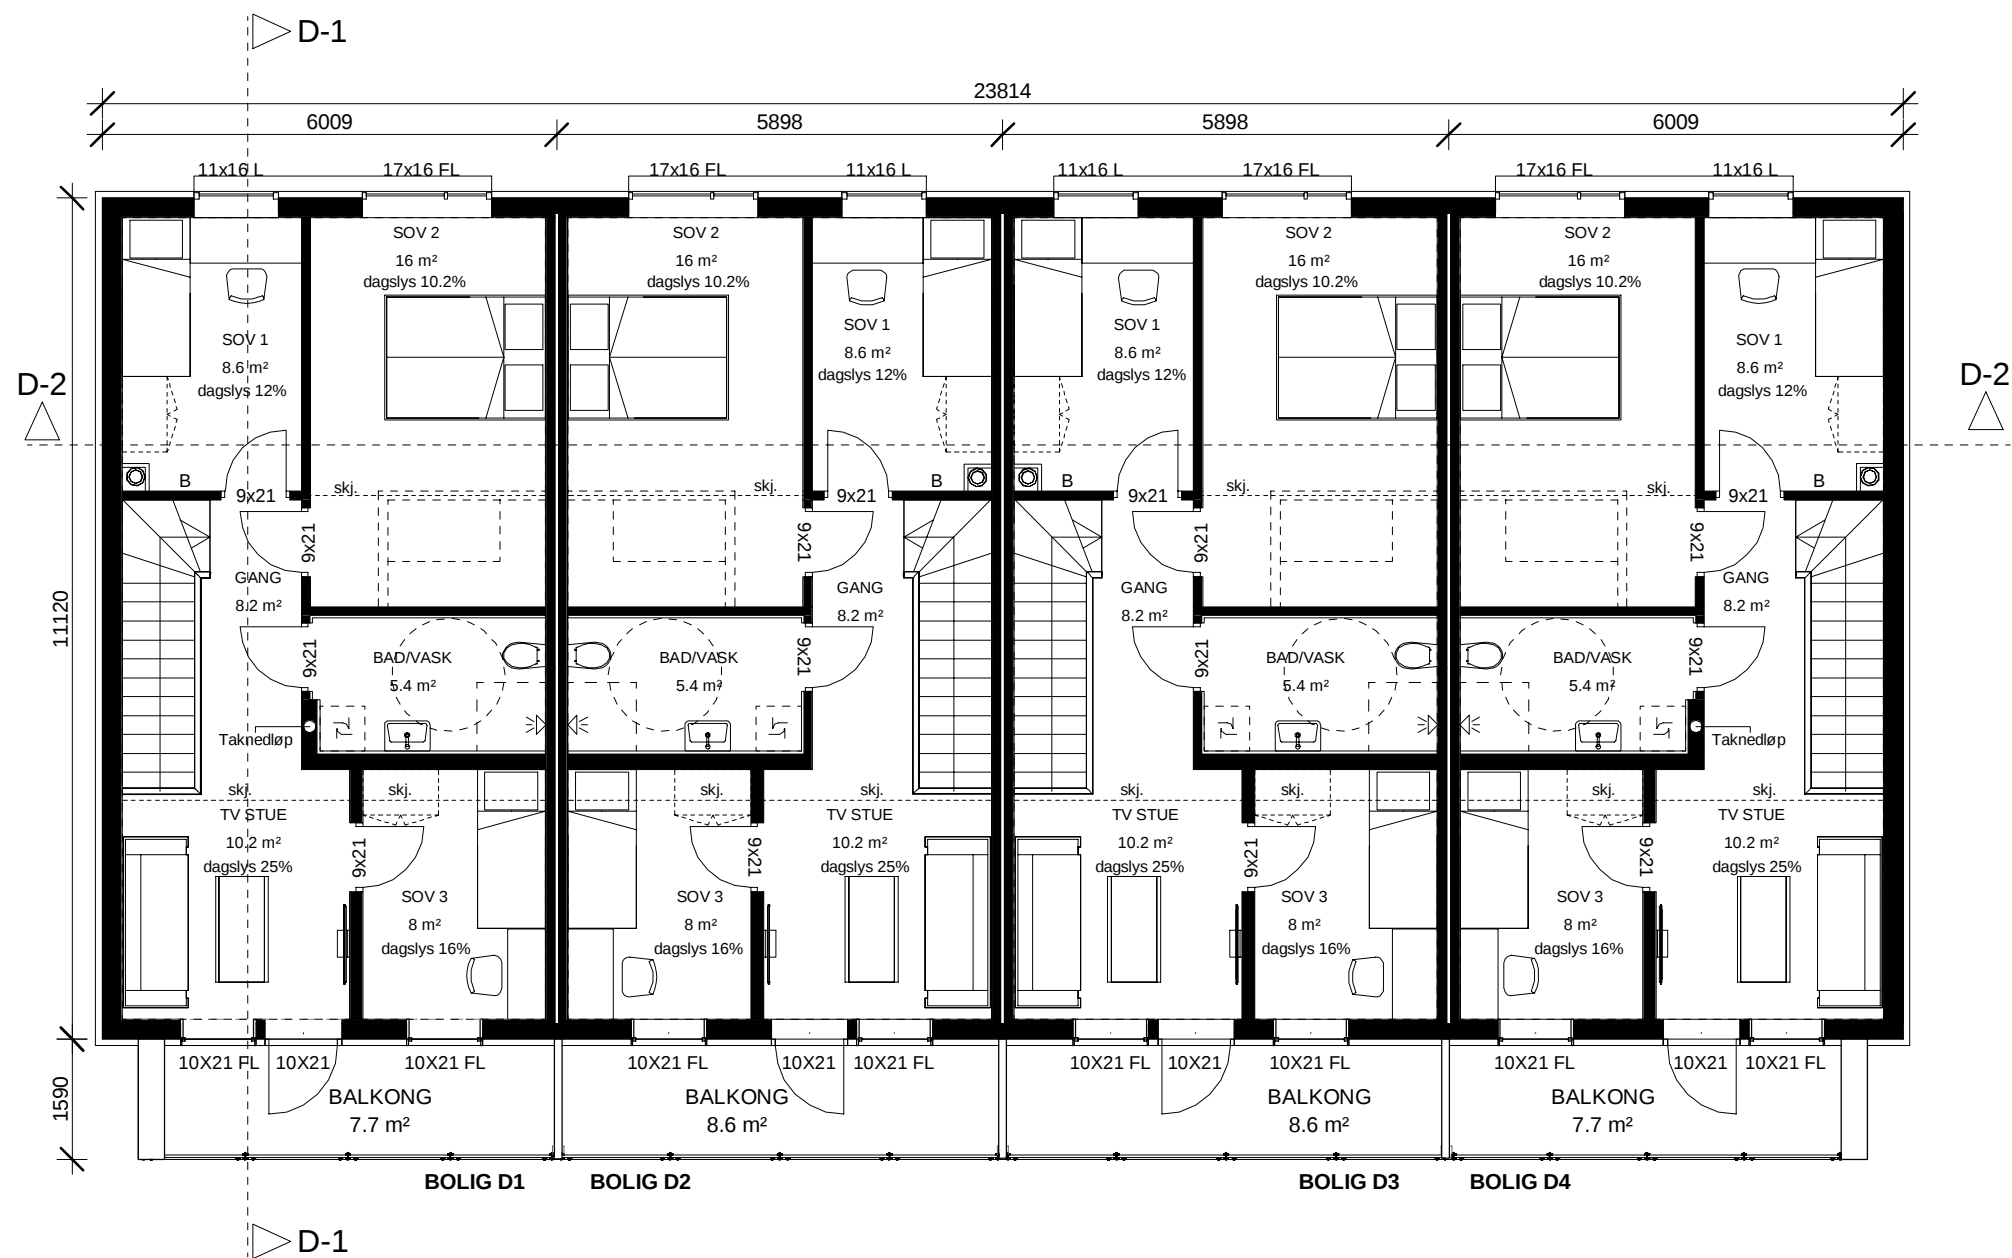 D-1
23814
6009 5898 5898 6009
11x16 L 17x16 FL 17x16 FL 11x16 L 11x16 L 17x16 FL 17x16 FL 11x16 L
SOV 2 SOV 2 SOV 2 SOV 2
16 m² 16 m² 16 m² 16 m²
dagslys 10.2% dagslys 10.2% dagslys 10.2% dagslys 10.2%
SOV 1 SOV 1 SOV 1 SOV 1
8.6 m² 8.6 m² 8.6 m² 8.6 m²
dagslys 12% dagslys 12% dagslys 12% dagslys 12%
D-2 D-2
B B B B
skj. skj. skj. skj.
9x21 9x21 9x21 9x21
9x21 9x21 9x21 9x21
GANG GANG GANG GANG
8.2 m² 8.2 m² 8.2 m² 8.2 m²
11120
9x21 9x21 9x21 9x21
BAD/VASK BAD/VASK BAD/VASK BAD/VASK
5.4 m² 5.4 m² 5.4 m² 5.4 m²
Taknedløp Taknedløp
skj. skj. skj. skj. skj. skj. skj. skj.
TV STUE TV STUE TV STUE TV STUE
10.2 m² 10.2 m² 10.2 m² 10.2 m²
dagslys 25% dagslys 25% dagslys 25% dagslys 25%
9x21 9x21 9x21 9x21
SOV 3 SOV 3 SOV 3 SOV 3
8 m² 8 m² 8 m² 8 m²
dagslys 16% dagslys 16% dagslys 16% dagslys 16%
10X21 FL 10X21 10X21 FL 10X21 FL 10X21 10X21 FL 10X21 FL 10X21 10X21 FL 10X21 FL 10X21 10X21 FL
1590
BALKONG BALKONG BALKONG BALKONG
7.7 m² 8.6 m² 8.6 m² 7.7 m²
BOLIG D1 BOLIG D2 BOLIG D3 BOLIG D4
D-1